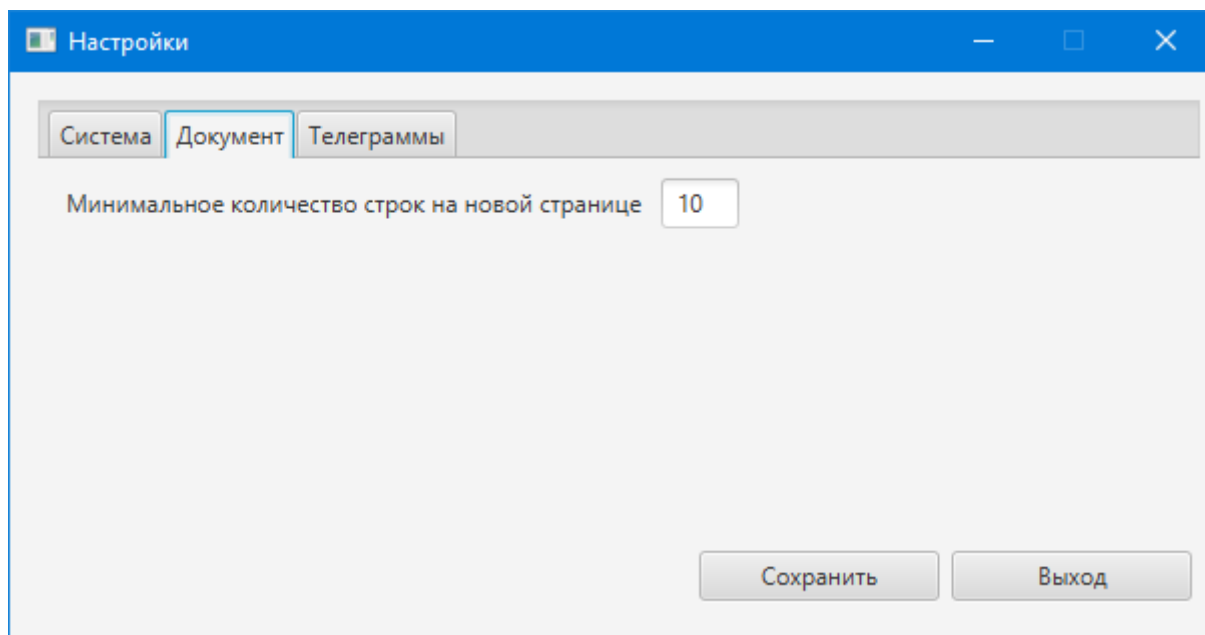 Настройки
Система Документ Телеграммы
Минимальное количество строк на новой странице 10
Сохранить Выход